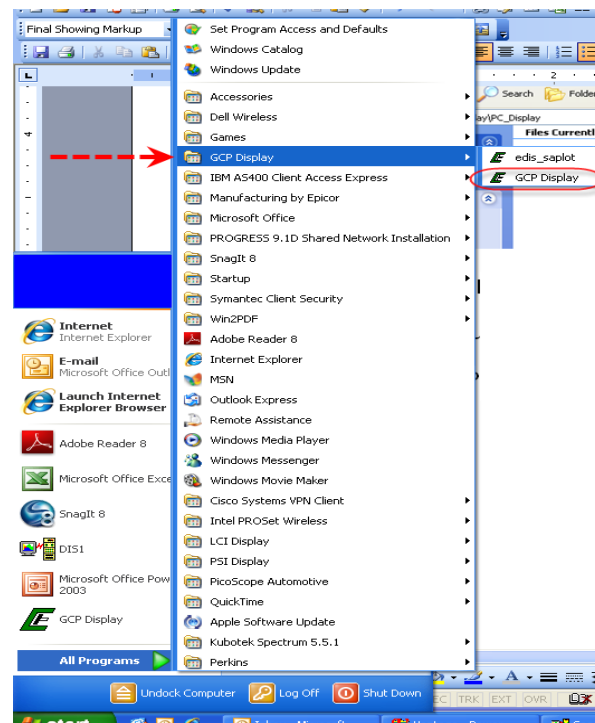 Final Showing Markup
Set Program Access and Defaults
Windows Catalog
Windows Update
Accessories
Dell Wireless
Games
GCP Display
IBM AS400 Client Access Express
Manufacturing by Epicor
Microsoft Office
PROGRESS 9.1D Shared Network Installation
SnagIt 8
Startup
Symantec Client Security
Win2PDF
Adobe Reader 8
Internet Explorer
MSN
Outlook Express
Remote Assistance
Windows Media Player
Windows Messenger
Windows Movie Maker
Cisco Systems VPN Client
Intel PROSet Wireless
LCI Display
PSI Display
PicoScope Automotive
QuickTime
Apple Software Update
Kubotek Spectrum 5.5.1
Perkins
2
Search Folder
ay\PC_Display
Files Currentl
edis_saplot
GCP Display
Internet
Internet Explorer
E-mail
Microsoft Office Outl
Launch Internet
Explorer Browser
Adobe Reader 8
Microsoft Office Exce
SnagIt 8
DIS1
Microsoft Office Pow
2003
GCP Display
All Programs
Undock Computer Log Off Shut Down
EC TRK EXT OVR
start